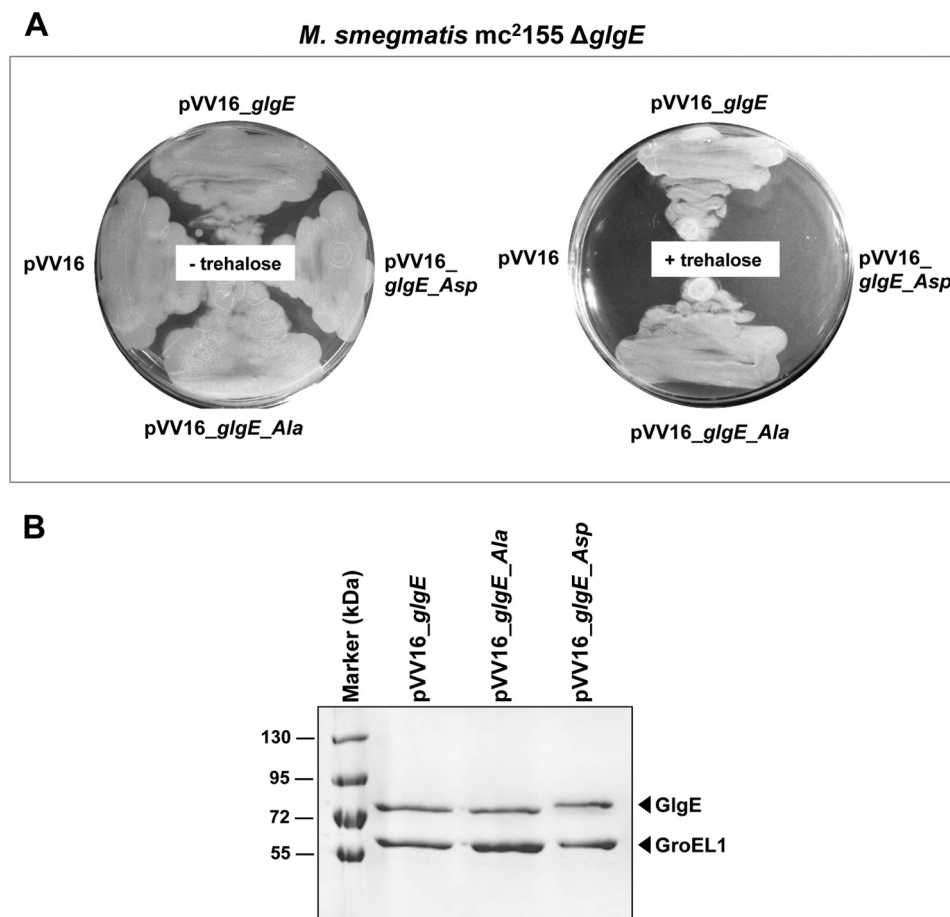 A
M. smegmatis mc²155 ΔglgE
pVV16_glgE
pVV16
- trehalose
pVV16_
glgE_Asp
pVV16_glgE_Ala
pVV16_glgE
pVV16
+ trehalose
pVV16_
glgE_Asp
pVV16_glgE_Ala
B
Marker (kDa)
pVV16_glgE
pVV16_glgE_Ala
pVV16_glgE_Asp
130
95
72
55
GlgE
GroEL1